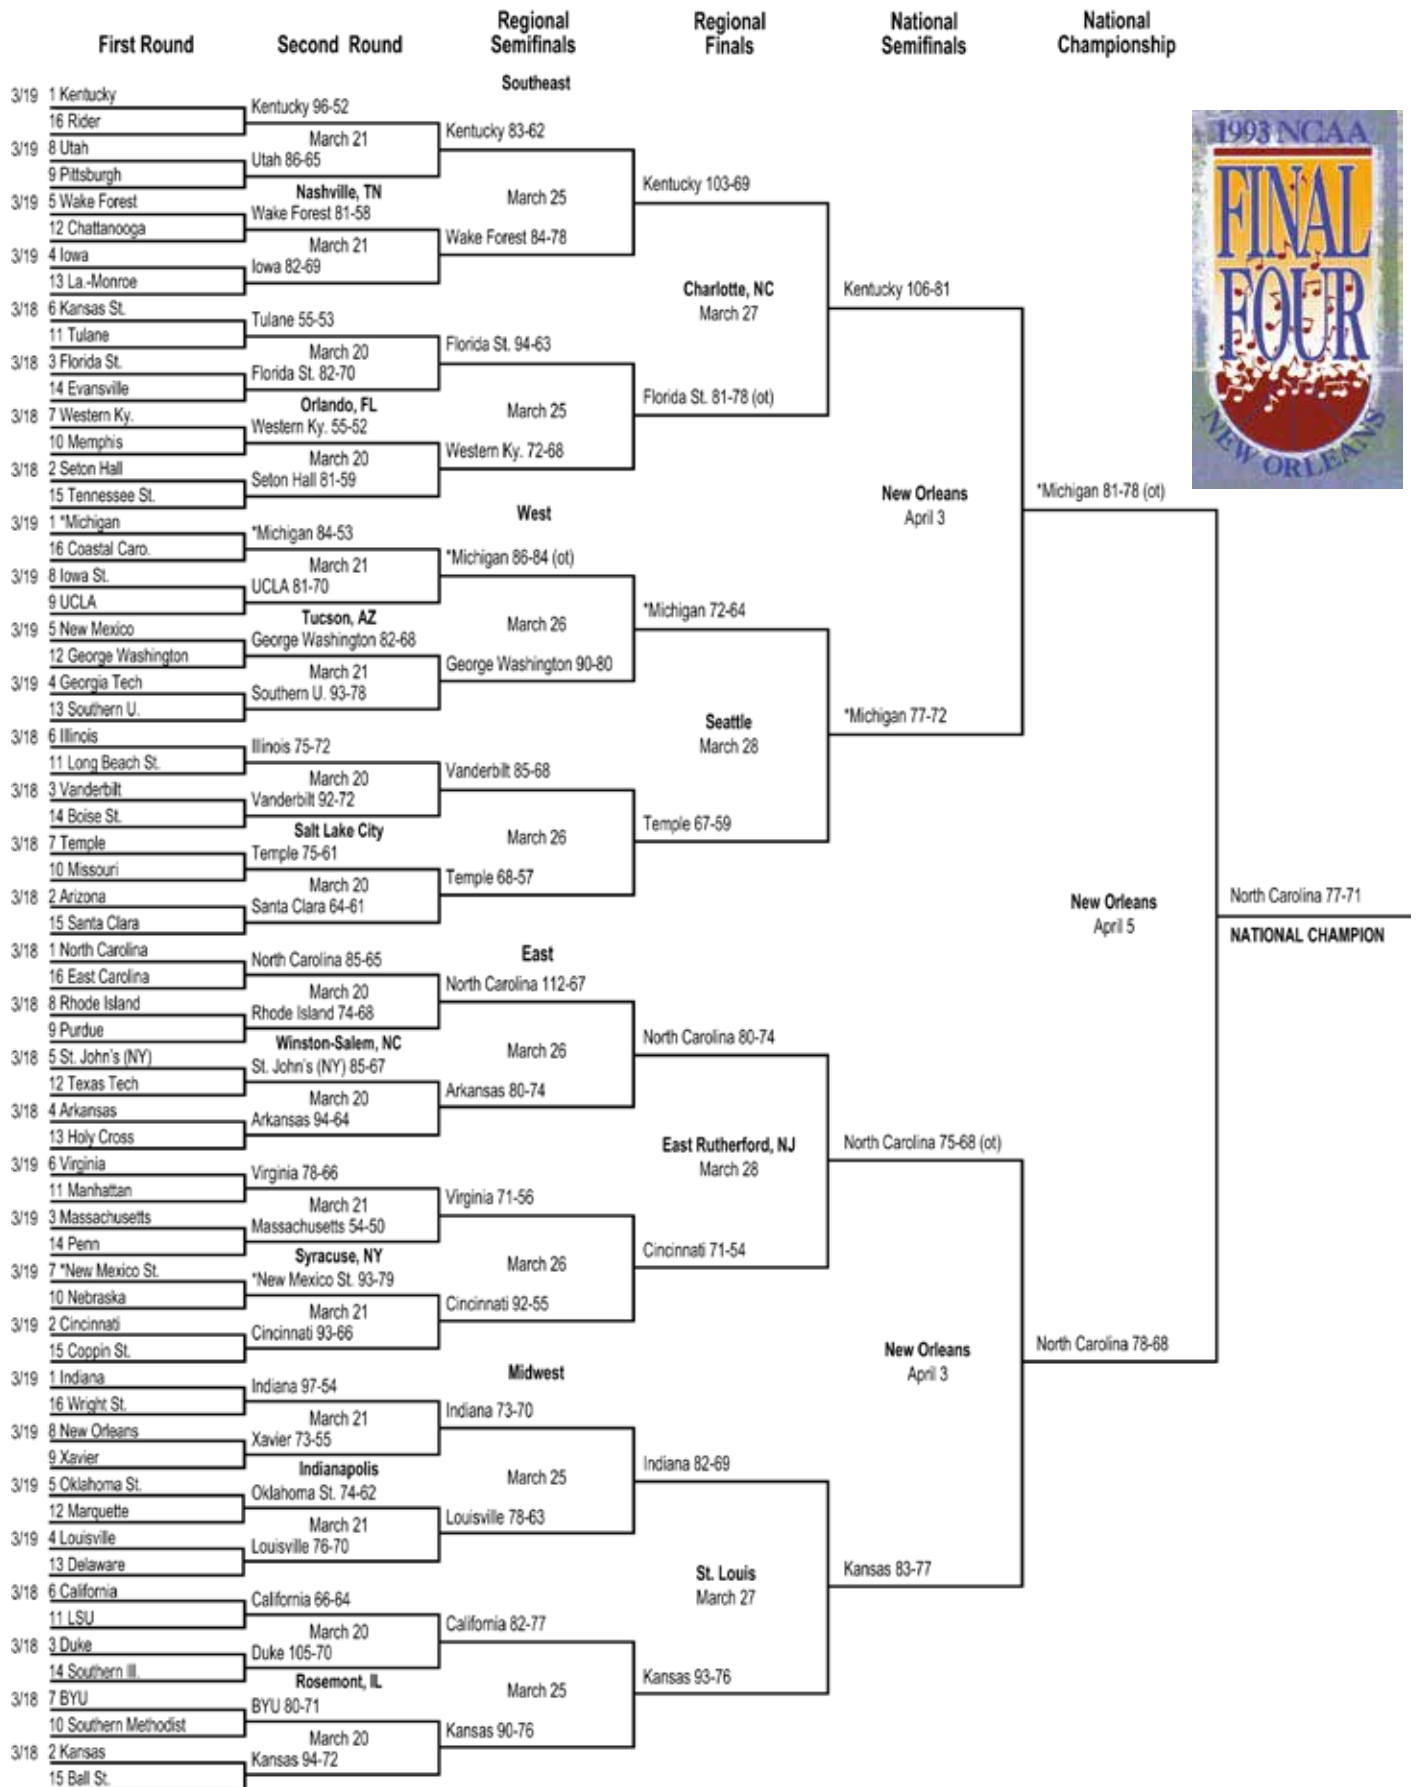 First Round
Second Round
Regional
Semifinals
Regional
Finals
National
Semifinals
National
Championship
1993 NCAA
FINAL
FOUR
NEW ORLEANS
Southeast
3/19 1 Kentucky
16 Rider
3/19 8 Utah
9 Pittsburgh
3/19 5 Wake Forest
12 Chattanooga
3/19 4 Iowa
13 La.-Monroe
3/18 6 Kansas St.
11 Tulane
3/18 3 Florida St.
14 Evansville
3/18 7 Western Ky.
10 Memphis
3/18 2 Seton Hall
15 Tennessee St.
Kentucky 96-52
March 21
Utah 86-65
Nashville, TN
Wake Forest 81-58
March 21
Iowa 82-69
Tulane 55-53
March 20
Florida St. 82-70
Orlando, FL
Western Ky. 55-52
March 20
Seton Hall 81-59
Kentucky 83-62
March 25
Wake Forest 84-78
Florida St. 94-63
March 25
Western Ky. 72-68
Kentucky 103-69
Charlotte, NC
March 27
Florida St. 81-78 (ot)
Kentucky 106-81
West
3/19 1 *Michigan
16 Coastal Caro.
3/19 8 Iowa St.
9 UCLA
3/19 5 New Mexico
12 George Washington
3/19 4 Georgia Tech
13 Southern U.
3/18 6 Illinois
11 Long Beach St.
3/18 3 Vanderbilt
14 Boise St.
3/18 7 Temple
10 Missouri
3/18 2 Arizona
15 Santa Clara
*Michigan 84-53
March 21
UCLA 81-70
Tucson, AZ
George Washington 82-68
March 21
Southern U. 93-78
Illinois 75-72
March 20
Vanderbilt 92-72
Salt Lake City
Temple 75-61
March 20
Santa Clara 64-61
*Michigan 86-84 (ot)
March 26
George Washington 90-80
Vanderbilt 85-68
March 26
Temple 68-57
*Michigan 72-64
Seattle
March 28
Temple 67-59
*Michigan 77-72
New Orleans
April 3
*Michigan 81-78 (ot)
East
3/18 1 North Carolina
16 East Carolina
3/18 8 Rhode Island
9 Purdue
3/18 5 St. John's (NY)
12 Texas Tech
3/18 4 Arkansas
13 Holy Cross
3/19 6 Virginia
11 Manhattan
3/19 3 Massachusetts
14 Penn
3/19 7 *New Mexico St.
10 Nebraska
3/19 2 Cincinnati
15 Coppin St.
North Carolina 85-65
March 20
Rhode Island 74-68
Winston-Salem, NC
St. John's (NY) 85-67
March 20
Arkansas 94-64
Virginia 78-66
March 21
Massachusetts 54-50
Syracuse, NY
*New Mexico St. 93-79
March 21
Cincinnati 93-66
North Carolina 112-67
March 26
Arkansas 80-74
Virginia 71-56
March 26
Cincinnati 92-55
North Carolina 80-74
East Rutherford, NJ
March 28
Cincinnati 71-54
North Carolina 75-68 (ot)
Midwest
3/19 1 Indiana
16 Wright St.
3/19 8 New Orleans
9 Xavier
3/19 5 Oklahoma St.
12 Marquette
3/19 4 Louisville
13 Delaware
3/18 6 California
11 LSU
3/18 3 Duke
14 Southern Ill.
3/18 7 BYU
10 Southern Methodist
3/18 2 Kansas
15 Ball St.
Indiana 97-54
March 21
Xavier 73-55
Indianapolis
Oklahoma St. 74-62
March 21
Louisville 76-70
California 66-64
March 20
Duke 105-70
Rosemont, IL
BYU 80-71
March 20
Kansas 94-72
Indiana 73-70
March 25
Louisville 78-63
California 82-77
March 25
Kansas 90-76
Indiana 82-69
St. Louis
March 27
Kansas 93-76
Kansas 83-77
New Orleans
April 3
North Carolina 78-68
New Orleans
April 5
North Carolina 77-71
NATIONAL CHAMPION